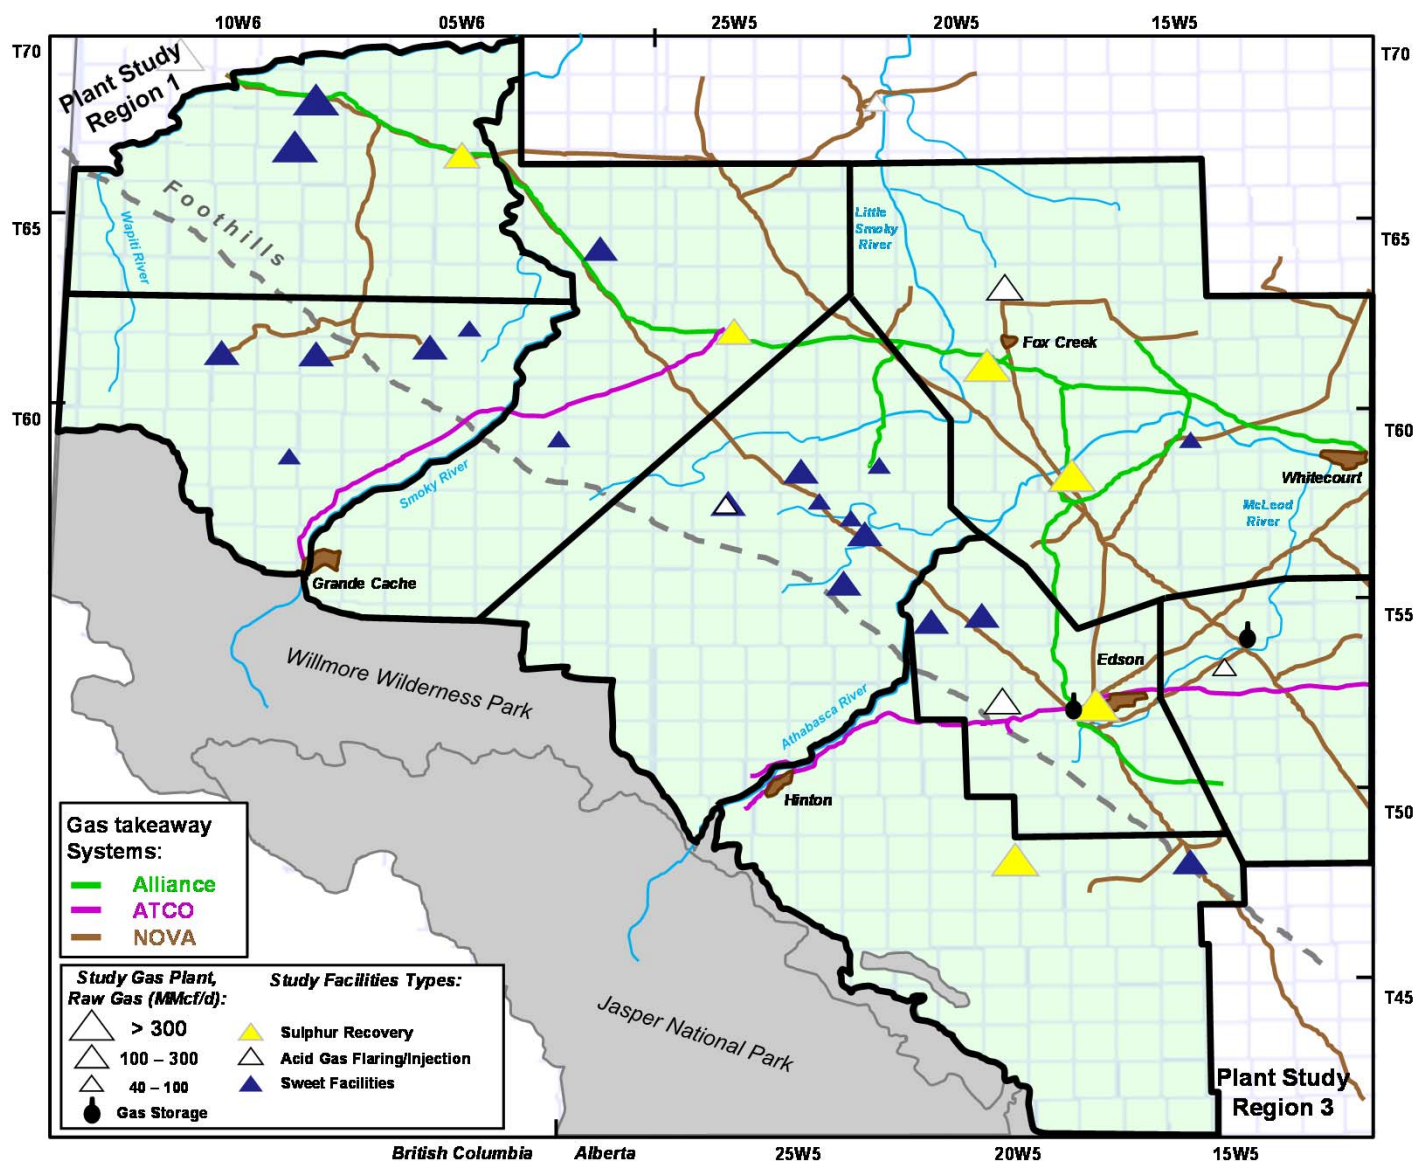 10W6
05W6
25W5
20W5
15W5
T70
T70
Plant Study
Region 1
Foothills
Wapiti River
Little
Smoky
River
T65
T65
Fox Creek
T60
T60
Smoky River
Whitecourt
McLeod
River
Grande Cache
T55
Edson
Willmore Wilderness Park
Athabasca River
Hinton
T50
Gas takeaway
Systems:
Alliance
ATCO
NOVA
Study Gas Plant,
Raw Gas (MMcf/d):
> 300
100 – 300
40 – 100
Gas Storage
Study Facilities Types:
Sulphur Recovery
Acid Gas Flaring/Injection
Sweet Facilities
Jasper National Park
T45
Plant Study
Region 3
British Columbia
Alberta
25W5
20W5
15W5